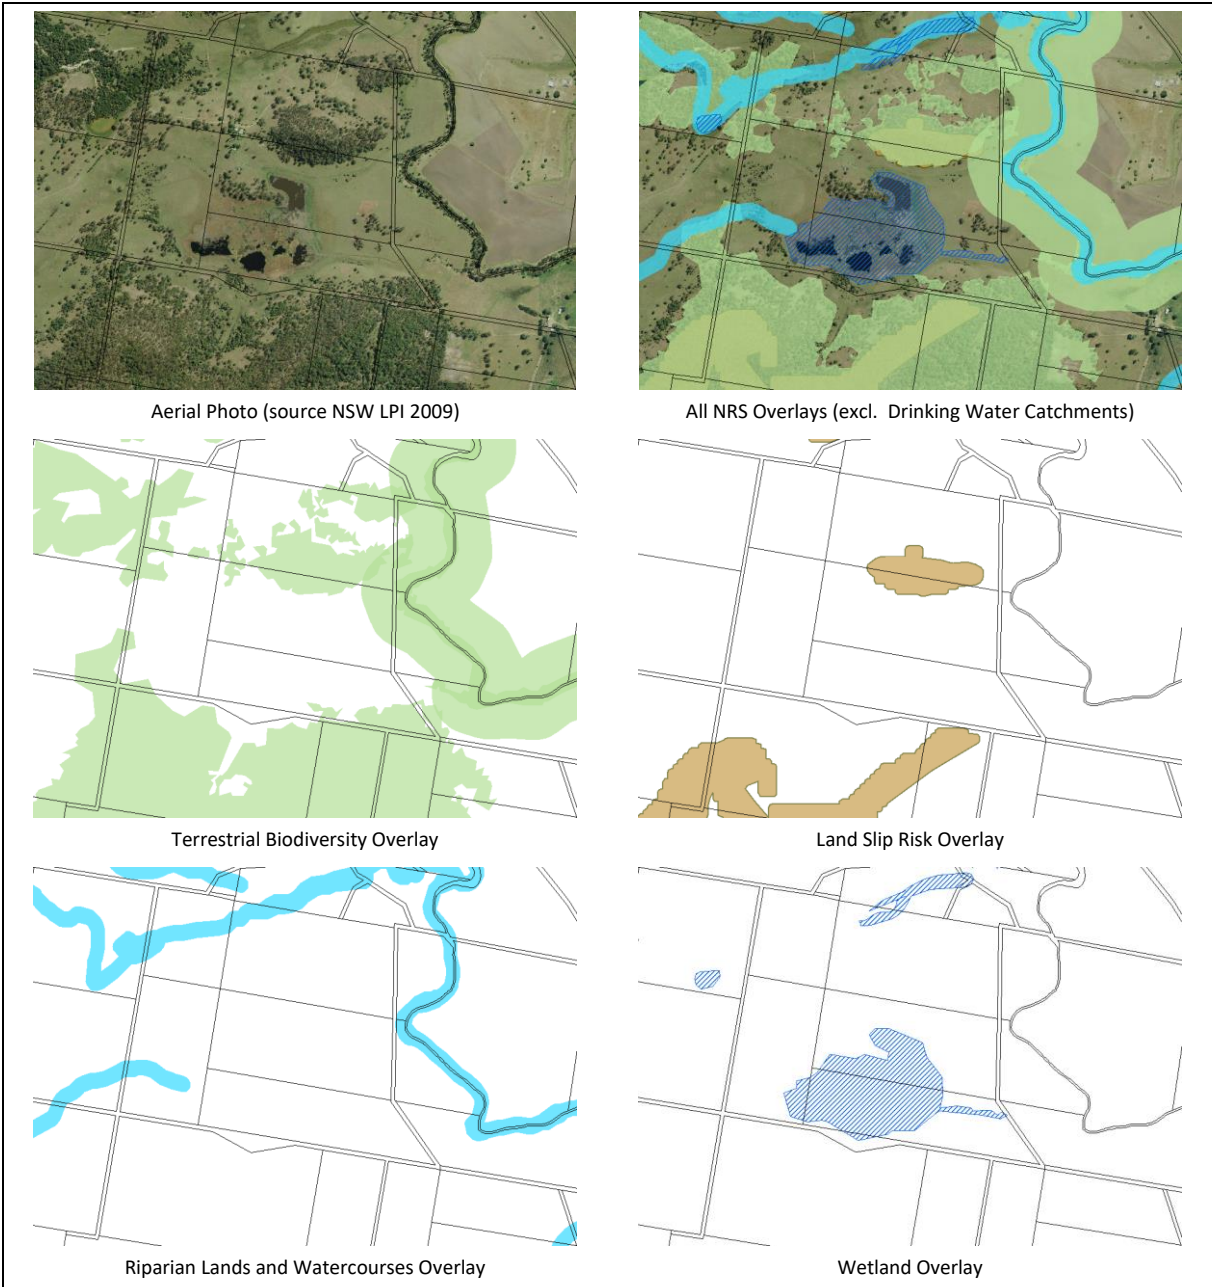 Aerial Photo (source NSW LPI 2009)
All NRS Overlays (excl.  Drinking Water Catchments)
Terrestrial Biodiversity Overlay
Land Slip Risk Overlay
Riparian Lands and Watercourses Overlay
Wetland Overlay